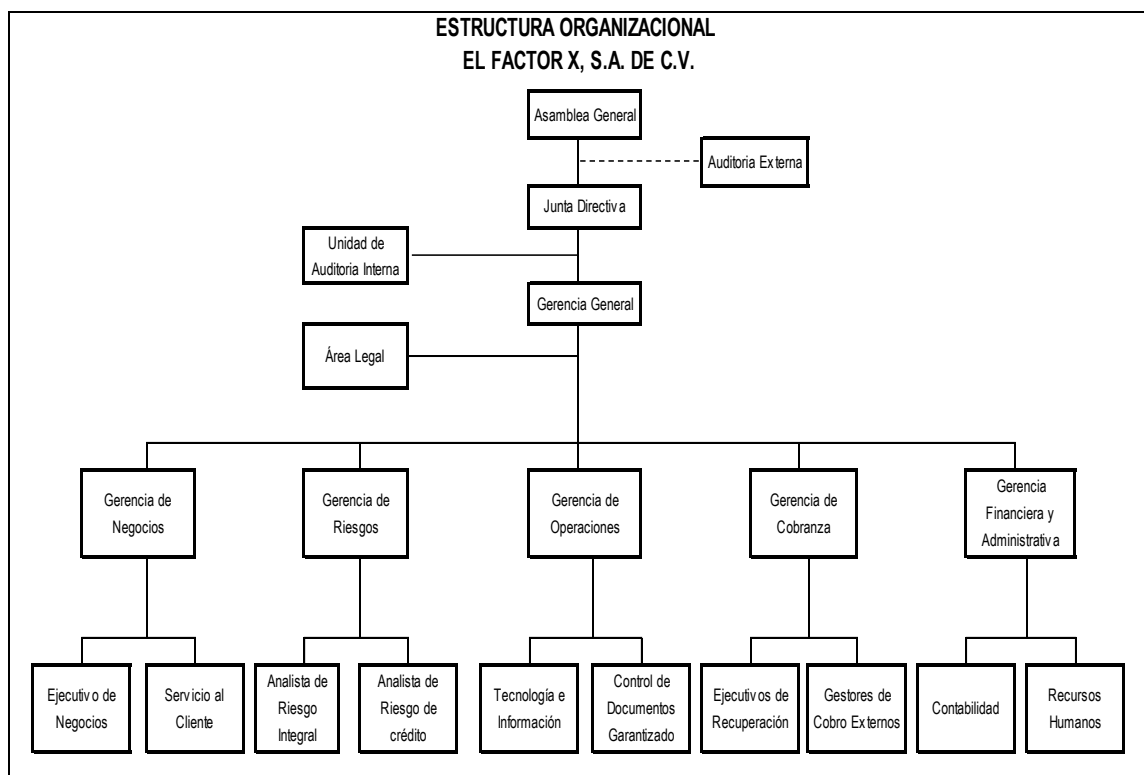 ESTRUCTURA ORGANIZACIONAL
EL FACTOR X, S.A. DE C.V.
Asamblea General
Auditoria Externa
Junta Directiva
Unidad de
Auditoria Interna
Gerencia General
Área Legal
Gerencia de
Negocios
Gerencia de
Riesgos
Gerencia de
Operaciones
Gerencia de
Cobranza
Gerencia
Financiera y
Administrativa
Ejecutivo de
Negocios
Servicio al
Cliente
Analista de
Riesgo
Integral
Analista de
Riesgo de
crédito
Tecnología e
Información
Control de
Documentos
Garantizado
Ejecutivos de
Recuperación
Gestores de
Cobro Externos
Contabilidad
Recursos
Humanos